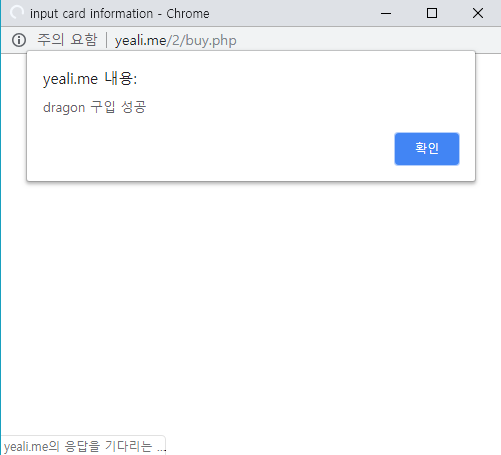 input card information - Chrome
주의 요함 | yeali.me/2/buy.php
yeali.me 내용:
dragon 구입 성공
확인
yeali.me의 응답을 기다리는 ...